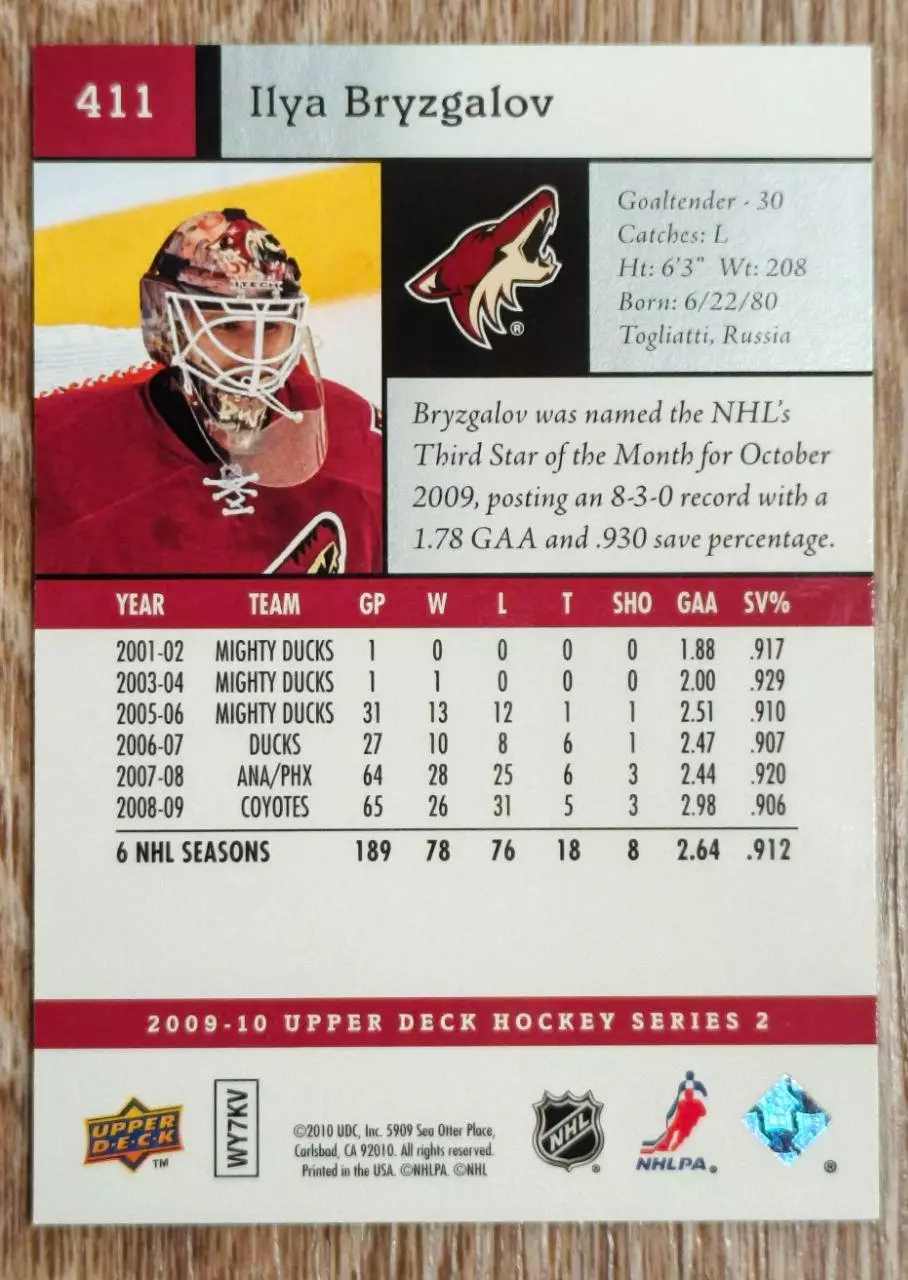 411 Ilya Bryzgalov
TECH
®
Goaltender - 30
Catches: L
Ht: 6'3" Wt: 208
Born: 6/22/80
Togliatti, Russia
Bryzgalov was named the NHL's
Third Star of the Month for October
2009, posting an 8-3-0 record with a
1.78 GAA and .930 save percentage.
YEAR TEAM GP W L T SHO GAA SV%
2001-02 MIGHTY DUCKS 1 0 0 0 0 1.88 .917
2003-04 MIGHTY DUCKS 1 1 0 0 0 2.00 .929
2005-06 MIGHTY DUCKS 31 13 12 1 1 2.51 .910
2006-07 DUCKS 27 10 8 6 1 2.47 .907
2007-08 ANA/PHX 64 28 25 6 3 2.44 .920
2008-09 COYOTES 65 26 31 5 3 2.98 .906
6 NHL SEASONS 189 78 76 18 8 2.64 .912
2009-10 UPPER DECK HOCKEY SERIES 2
UPPER
D·E·C·K
TM
WY7KV
©2010 UDC, Inc. 5909 Sea Otter Place,
Carlsbad, CA 92010. All rights reserved.
Printed in the USA. ©NHLPA. ©NHL
NHL ®
NHLPA ®
®